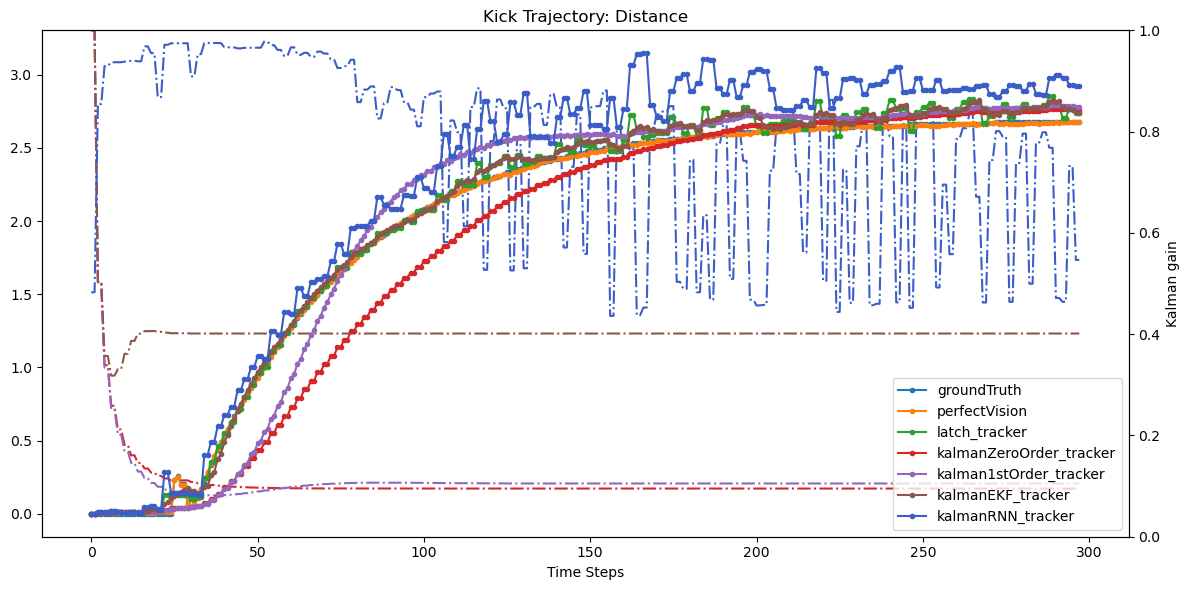 Kick Trajectory: Distance
3.0
2.5
2.0
1.5
1.0
0.5
0.0
0
50
100
150
200
250
300
Time Steps
1.0
0.8
0.6
0.4
0.2
0.0
Kalman gain
groundTruth
perfectVision
latch_tracker
kalmanZeroOrder_tracker
kalman1stOrder_tracker
kalmanEKF_tracker
kalmanRNN_tracker